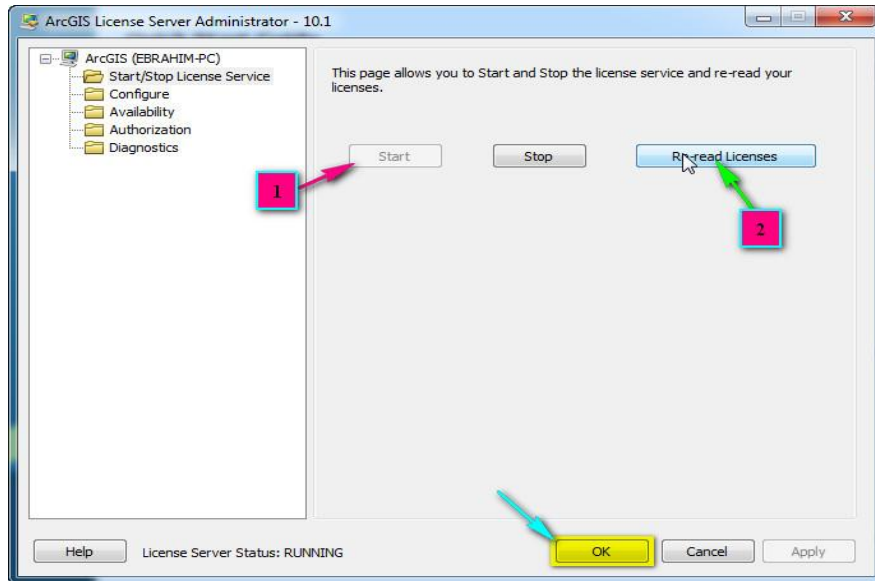 ArcGIS License Server Administrator - 10.1
ArcGIS (EBRAHIM-PC)
Start/Stop License Service
Configure
Availability
Authorization
Diagnostics
This page allows you to Start and Stop the license service and re-read your
licenses.
Start
Stop
Re-read Licenses
1
2
Help
License Server Status: RUNNING
OK
Cancel
Apply